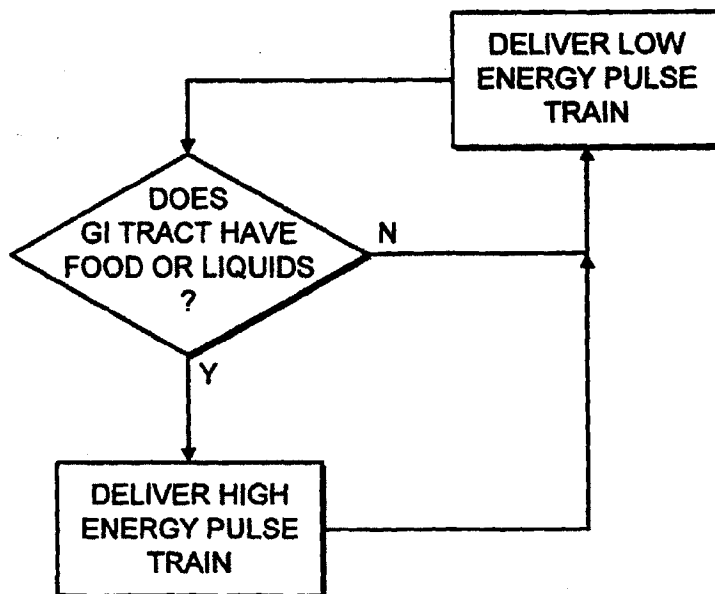 DELIVER LOW
ENERGY PULSE
TRAIN
DOES
GI TRACT HAVE
FOOD OR LIQUIDS
?
N
Y
DELIVER HIGH
ENERGY PULSE
TRAIN